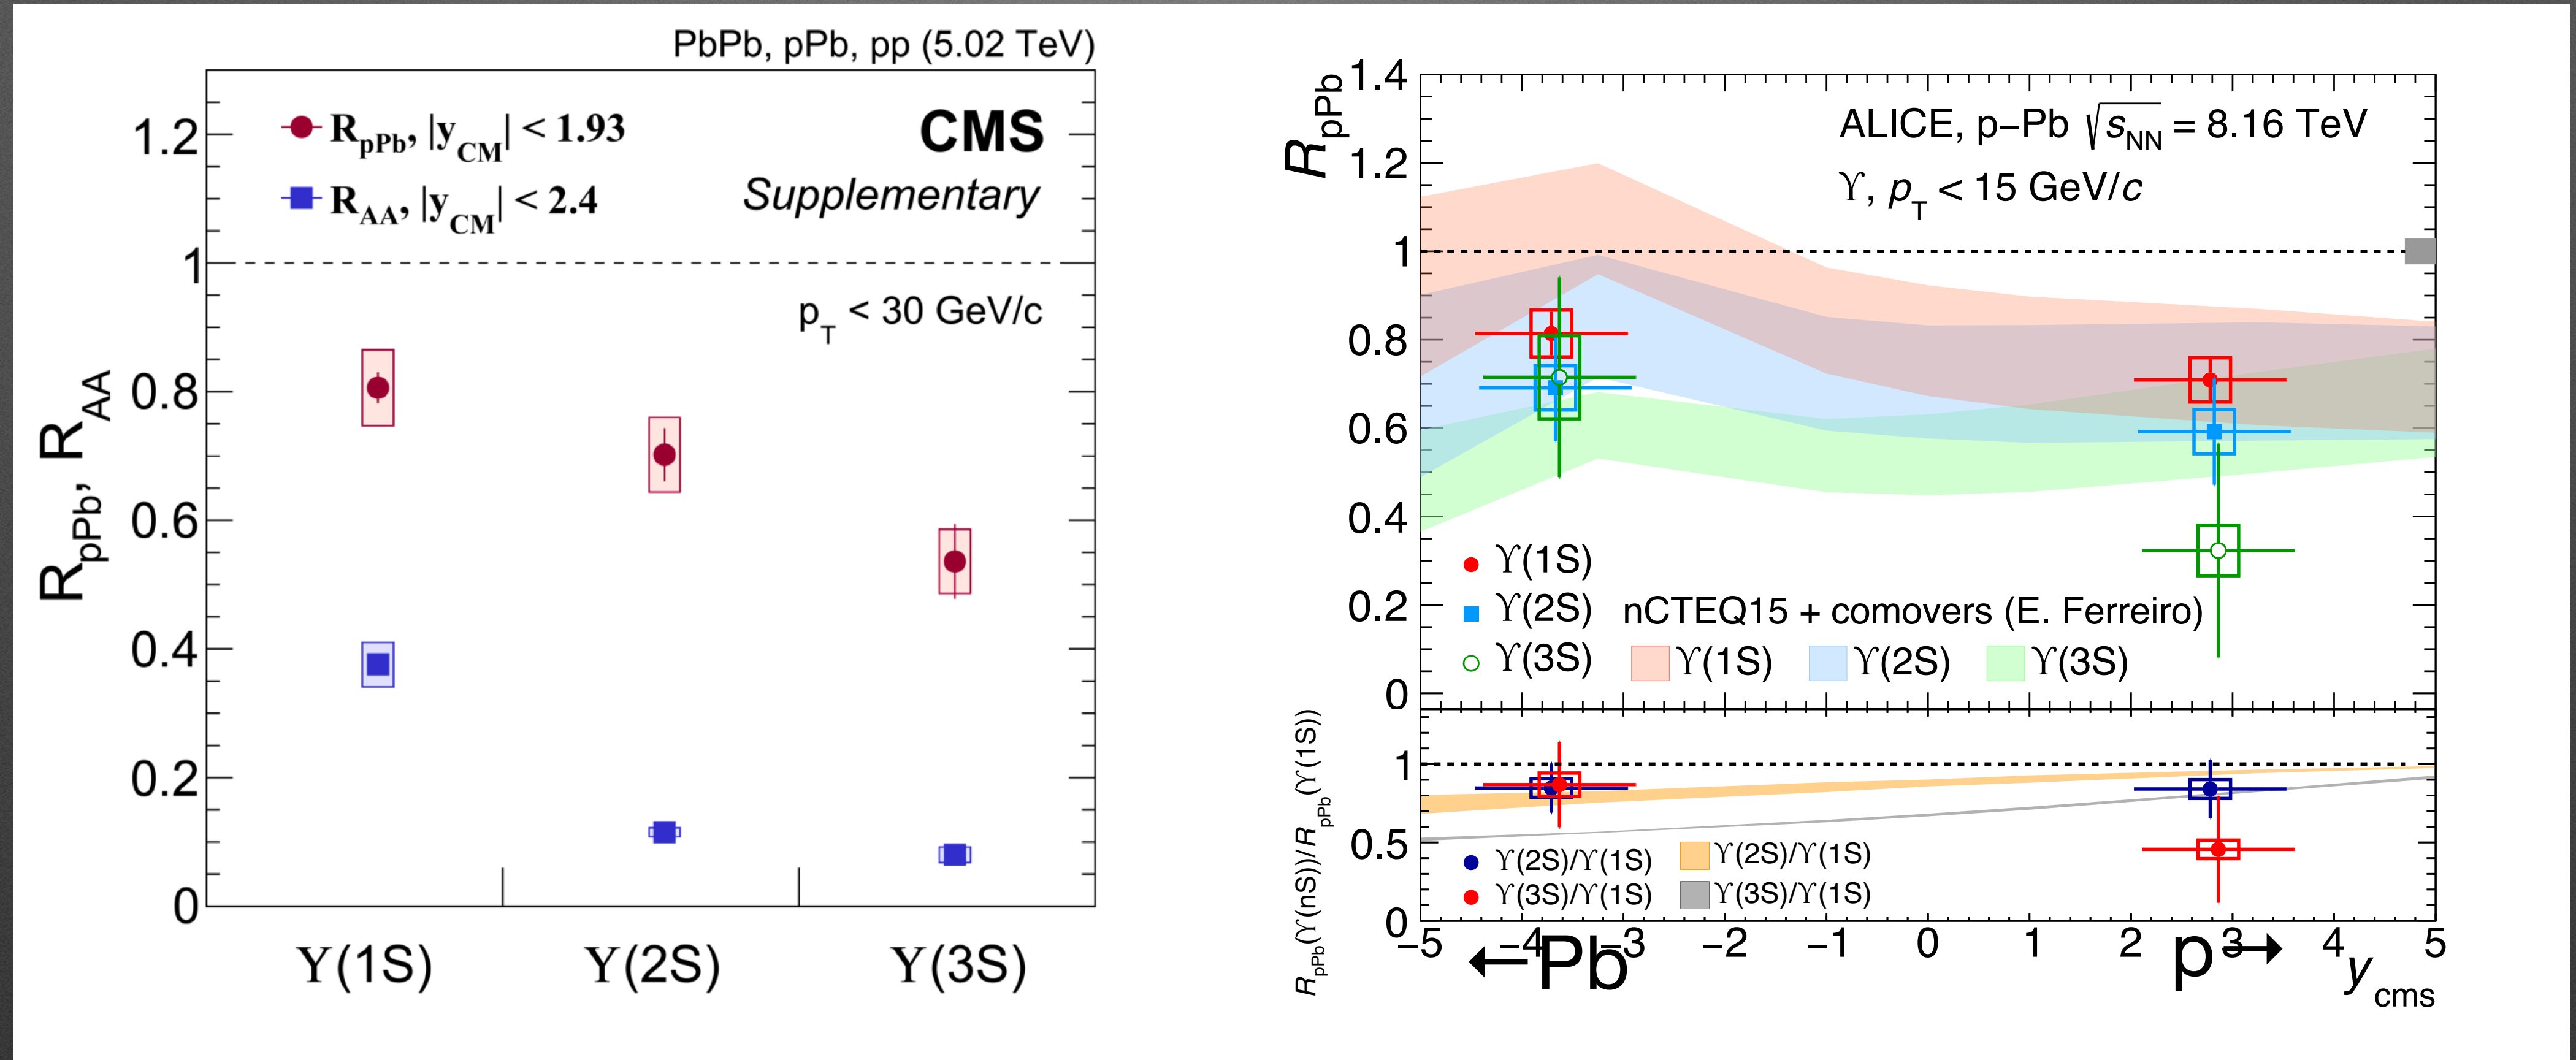 PbPb, pPb, pp (5.02 TeV)
R_pPb, |y_CM| < 1.93
CMS
R_AA, |y_CM| < 2.4
Supplementary
p_T < 30 GeV/c
R_pPb, R_AA
1.2
1
0.8
0.6
0.4
0.2
0
ϒ(1S)
ϒ(2S)
ϒ(3S)
R_pPb
1.4
1.2
1
0.8
0.6
0.4
0.2
0
ALICE, p−Pb √s_NN = 8.16 TeV
ϒ, p_T < 15 GeV/c
ϒ(1S)
ϒ(2S)
ϒ(3S)
nCTEQ15 + comovers (E. Ferreiro)
ϒ(1S)
ϒ(2S)
ϒ(3S)
R_pPb(ϒ(nS))/R_pPb(ϒ(1S))
1
0.5
0
ϒ(2S)/ϒ(1S)
ϒ(2S)/ϒ(1S)
ϒ(3S)/ϒ(1S)
ϒ(3S)/ϒ(1S)
−5 −4 −3 −2 −1 0 1 2 3 4 5
←Pb
p→
y_cms